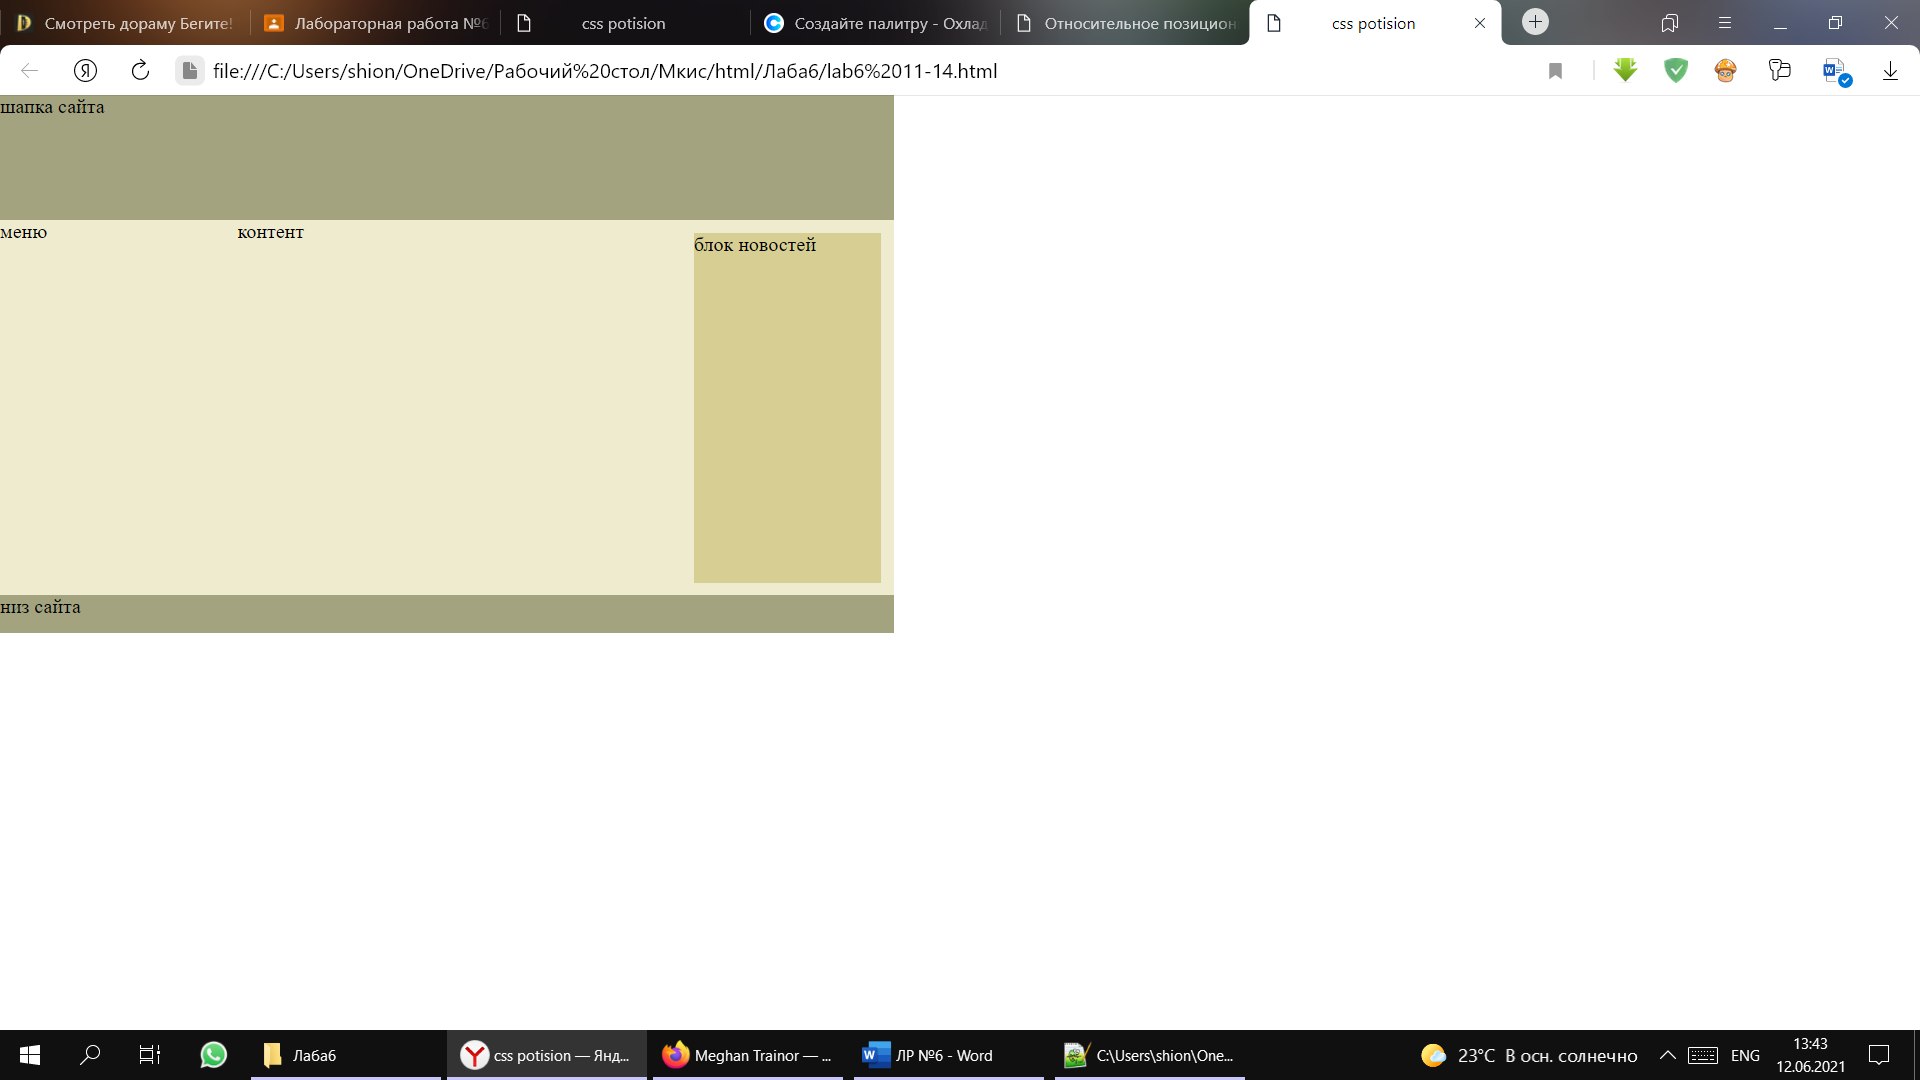 Смотреть дораму Бегите!
Лабораторная работа №6
css potision
Создайте палитру - Охлад
Относительное позицион
css potision
file:///C:/Users/shion/OneDrive/Рабочий%20стол/Мкис/html/Лаба6/lab6%2011-14.html
шапка сайта
меню
контент
блок новостей
низ сайта
Лаба6
css potision — Янд...
Meghan Trainor — ...
ЛР №6 - Word
C:\Users\shion\One...
23°C В осн. солнечно
ENG
13:43
12.06.2021